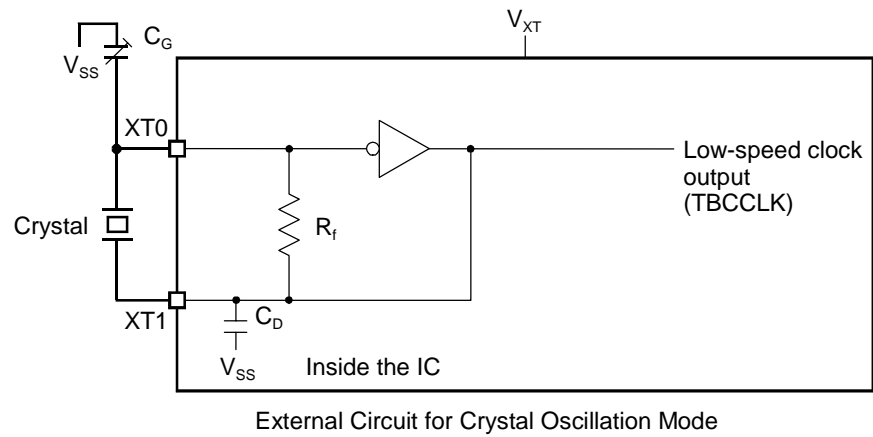 V_XT
C_G
V_SS
XT0
Low-speed clock
output
(TBCCLK)
Crystal
R_f
XT1
C_D
V_SS
Inside the IC
External Circuit for Crystal Oscillation Mode